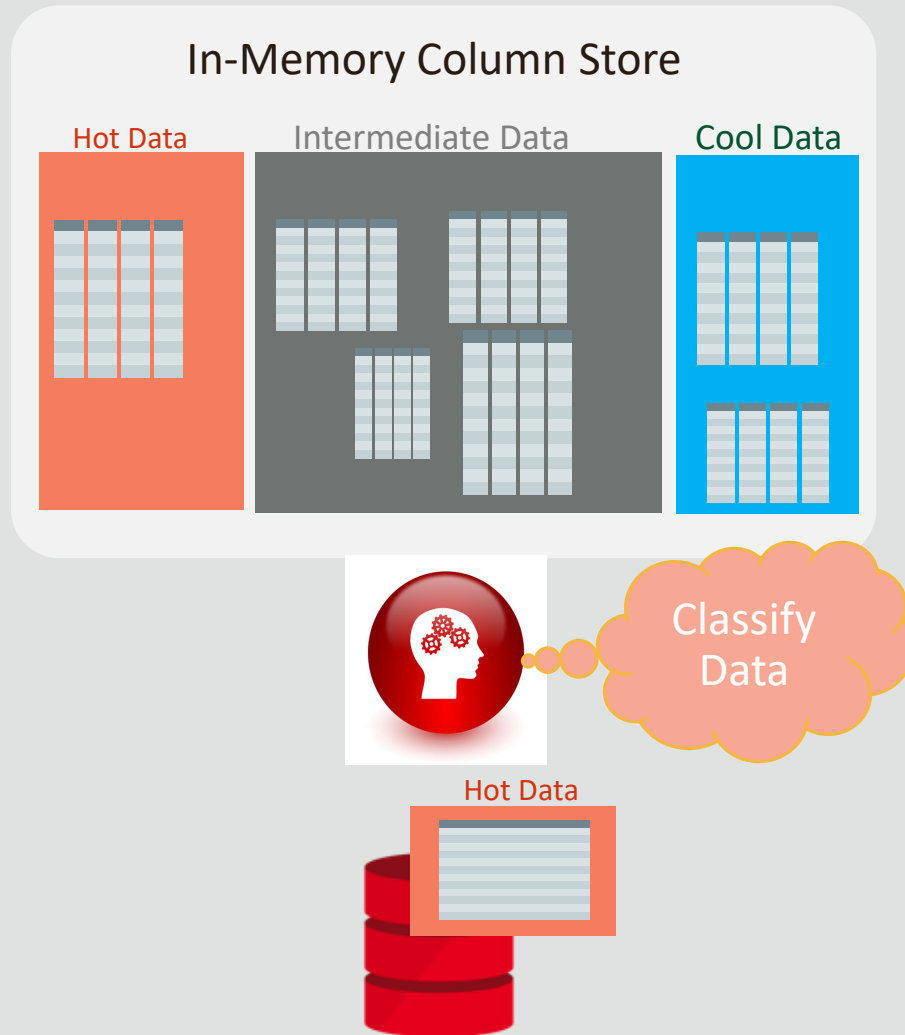 In-Memory Column Store
Hot Data
Intermediate Data
Cool Data
Classify
Data
Hot Data